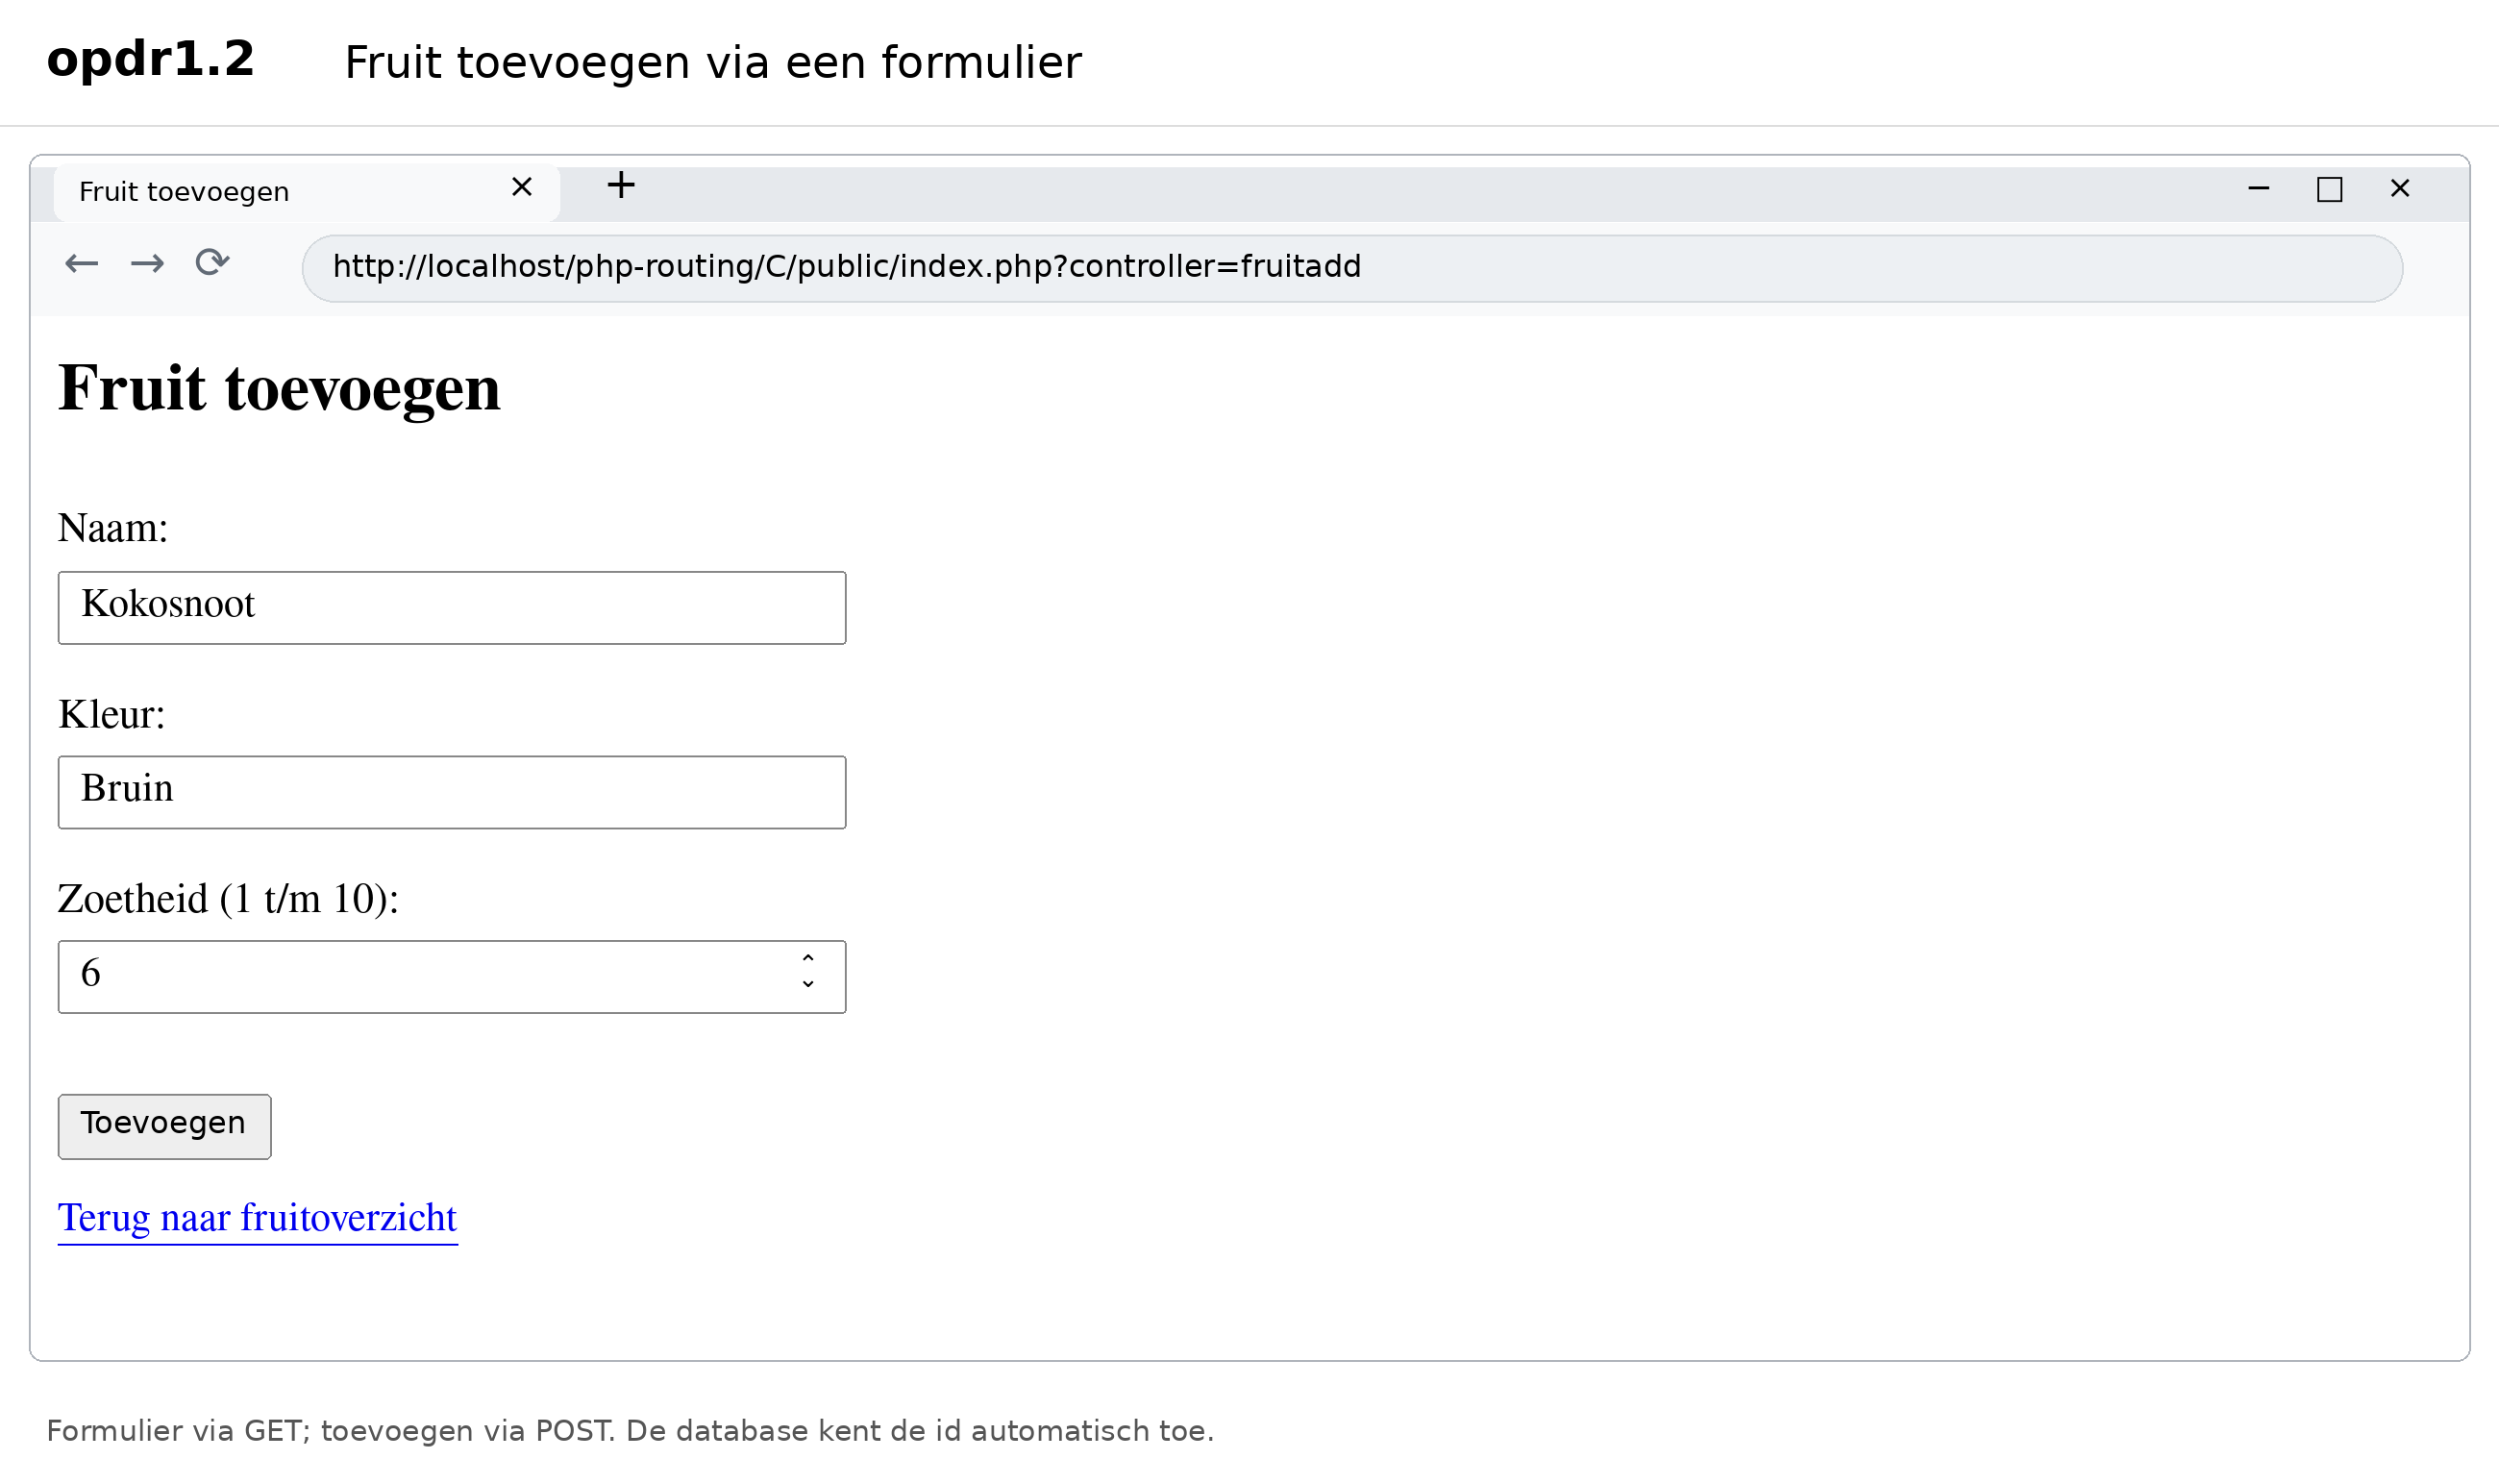 opdr1.2 Fruit toevoegen via een formulier
Fruit toevoegen
http://localhost/php-routing/C/public/index.php?controller=fruitadd
Fruit toevoegen
Naam:
Kokosnoot
Kleur:
Bruin
Zoetheid (1 t/m 10):
6
Toevoegen
Terug naar fruitoverzicht
Formulier via GET; toevoegen via POST. De database kent de id automatisch toe.